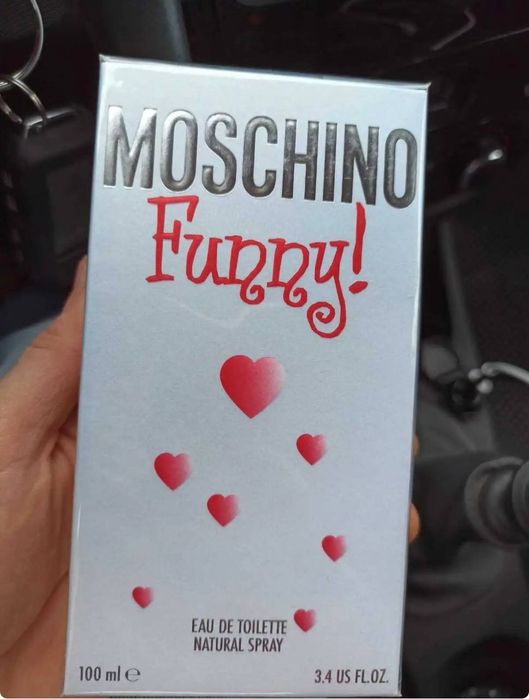 MOSCHINO
Funny!
EAU DE TOILETTE
NATURAL SPRAY
100 ml ℮
3.4 US FL.OZ.